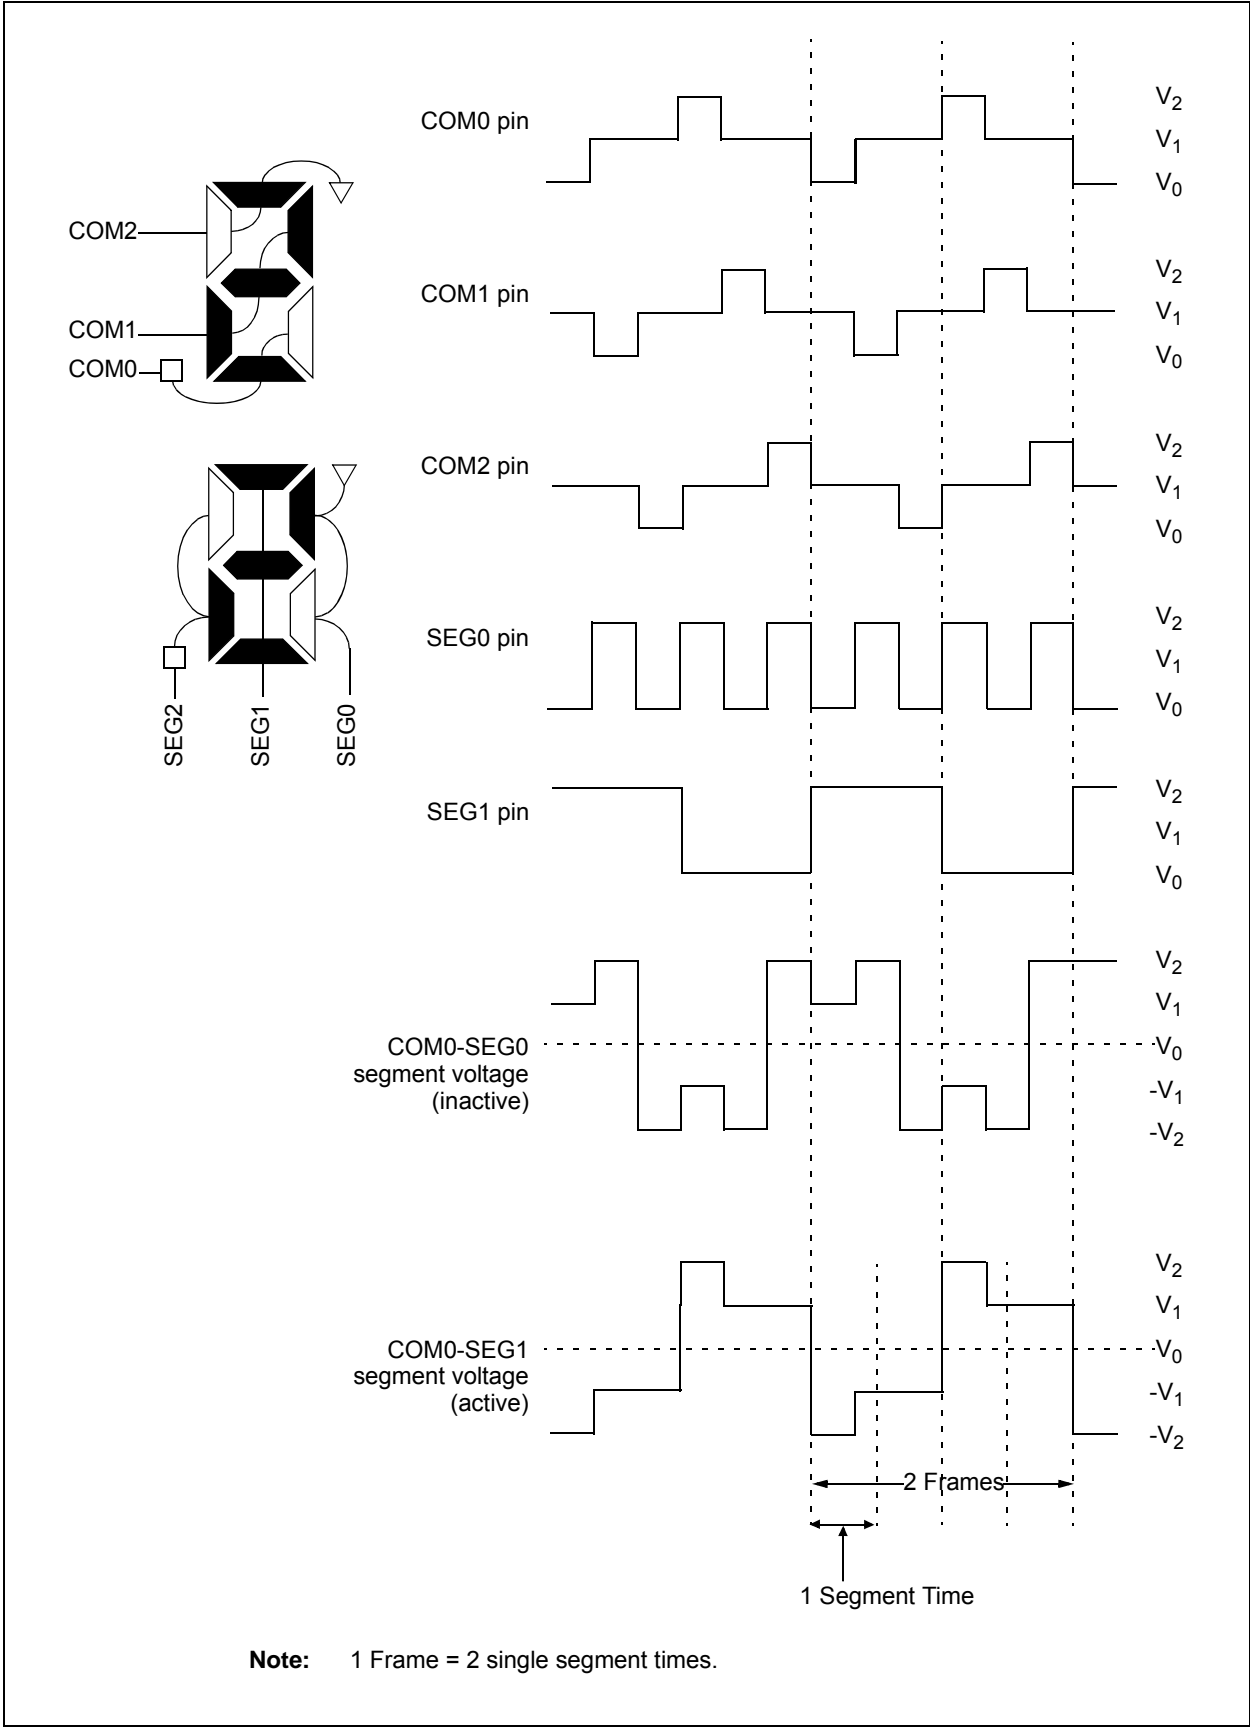 COM0 pin
V2
V1
V0
COM2
COM1
COM0
COM1 pin
V2
V1
V0
COM2 pin
V2
V1
V0
SEG2
SEG1
SEG0
SEG0 pin
V2
V1
V0
SEG1 pin
V2
V1
V0
COM0-SEG0
segment voltage
(inactive)
V2
V1
V0
-V1
-V2
COM0-SEG1
segment voltage
(active)
V2
V1
V0
-V1
-V2
2 Frames
1 Segment Time
Note: 1 Frame = 2 single segment times.